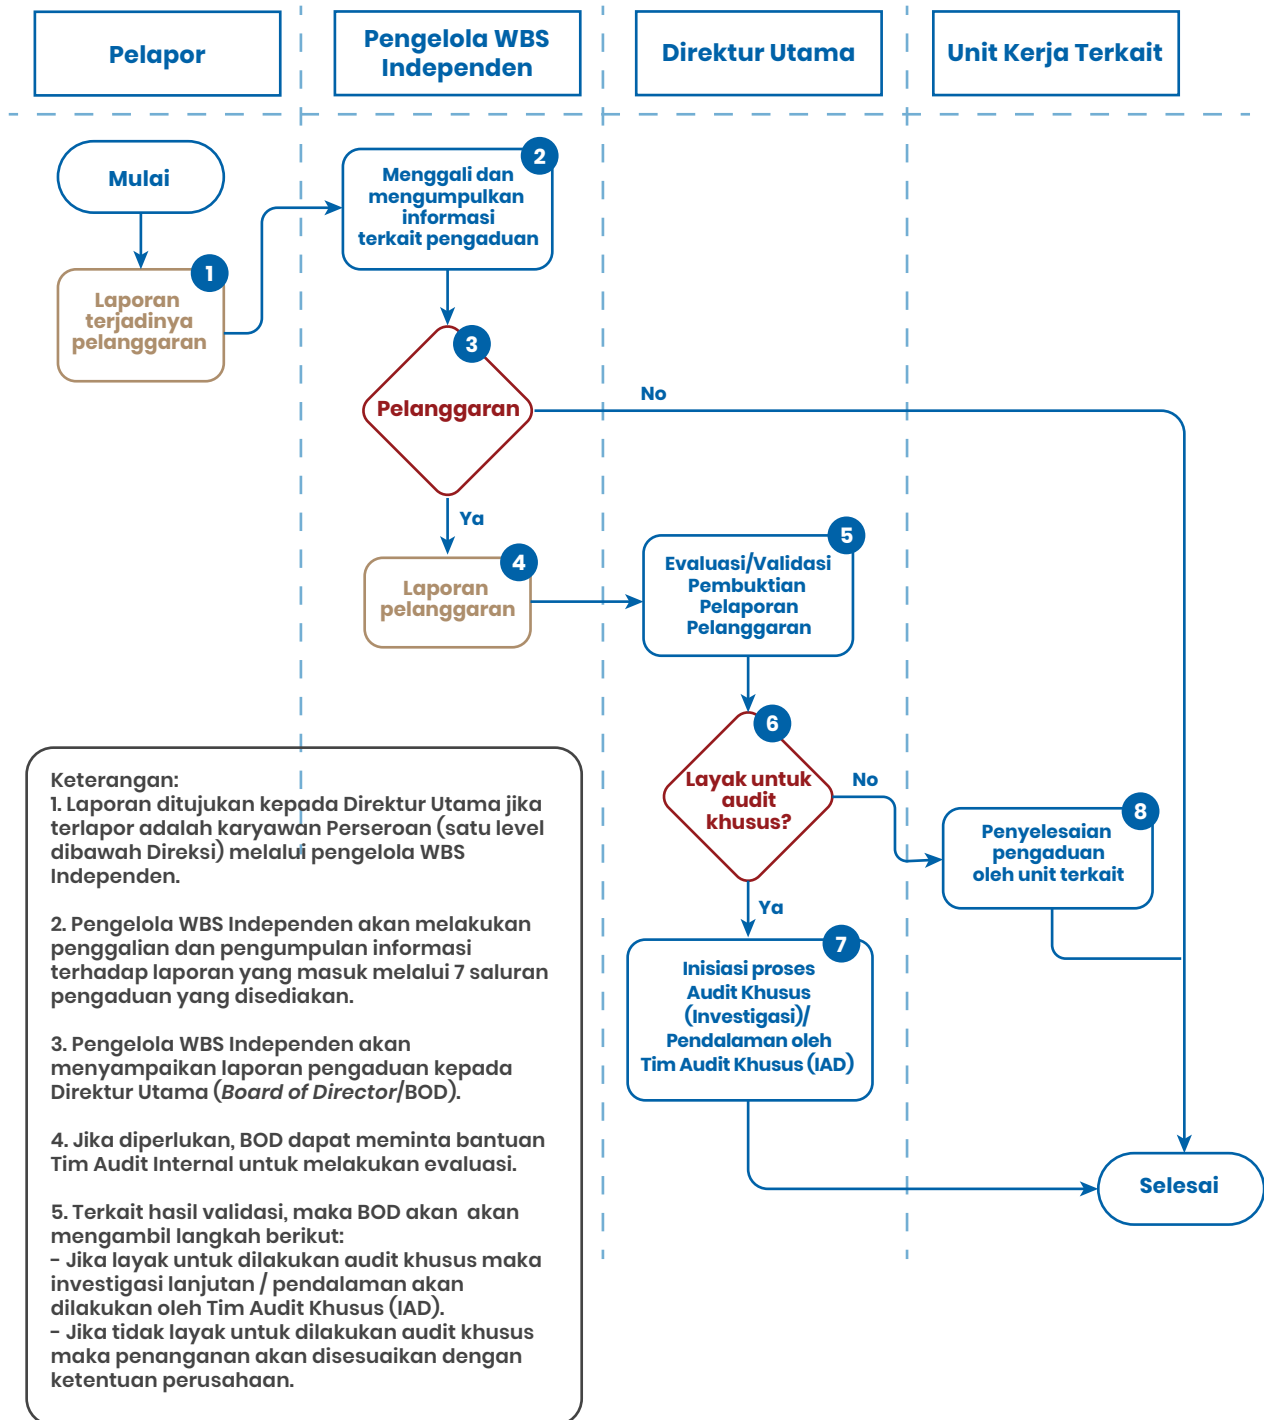 Pelapor
Pengelola WBS
Independen
Direktur Utama
Unit Kerja Terkait
Mulai
1
Laporan
terjadinya
pelanggaran
2
Menggali dan
mengumpulkan
informasi
terkait pengaduan
3
Pelanggaran
No
Ya
4
Laporan
pelanggaran
5
Evaluasi/Validasi
Pembuktian
Pelaporan
Pelanggaran
6
Layak untuk
audit
khusus?
No
Ya
8
Penyelesaian
pengaduan
oleh unit terkait
7
Inisiasi proses
Audit Khusus
(Investigasi)/
Pendalaman oleh
Tim Audit Khusus (IAD)
Selesai
Keterangan:
1. Laporan ditujukan kepada Direktur Utama jika
terlapor adalah karyawan Perseroan (satu level
dibawah Direksi) melalui pengelola WBS
Independen.
2. Pengelola WBS Independen akan melakukan
penggalian dan pengumpulan informasi
terhadap laporan yang masuk melalui 7 saluran
pengaduan yang disediakan.
3. Pengelola WBS Independen akan
menyampaikan laporan pengaduan kepada
Direktur Utama (Board of Director/BOD).
4. Jika diperlukan, BOD dapat meminta bantuan
Tim Audit Internal untuk melakukan evaluasi.
5. Terkait hasil validasi, maka BOD akan  akan
mengambil langkah berikut:
- Jika layak untuk dilakukan audit khusus maka
investigasi lanjutan / pendalaman akan
dilakukan oleh Tim Audit Khusus (IAD).
- Jika tidak layak untuk dilakukan audit khusus
maka penanganan akan disesuaikan dengan
ketentuan perusahaan.